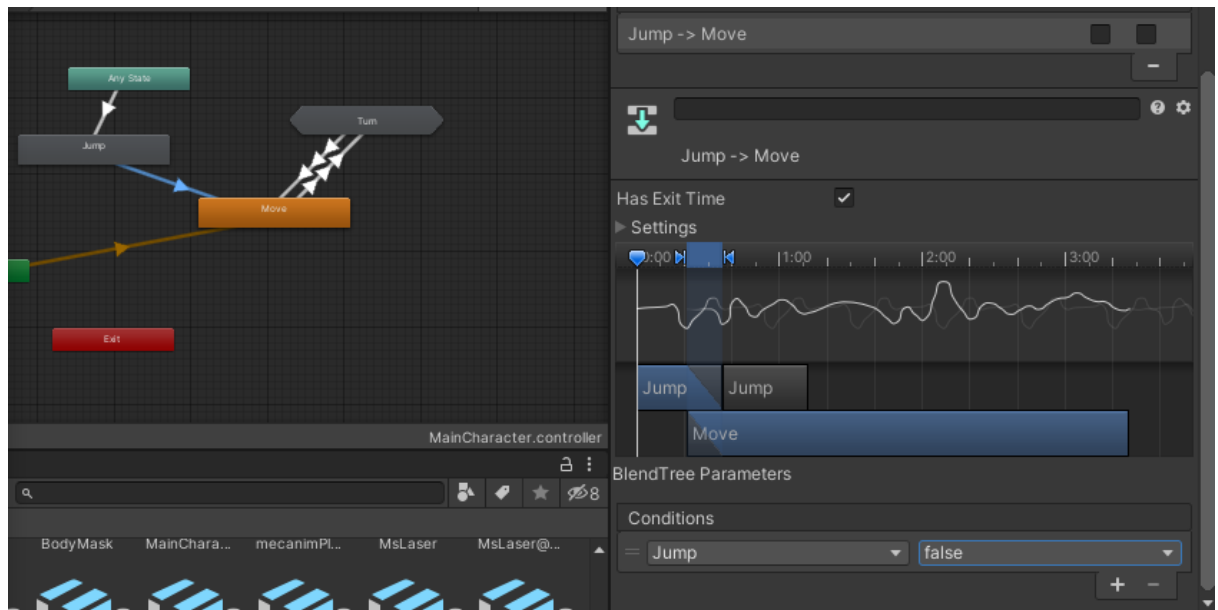 Any State
Jump
Turn
Move
Exit
MainCharacter.controller
8
BodyMask
MainChara...
mecanimPl...
MsLaser
MsLaser@...
Jump -> Move
Jump -> Move
Has Exit Time
Settings
0:00
1:00
2:00
3:00
Jump
Jump
Move
BlendTree Parameters
Conditions
Jump
false